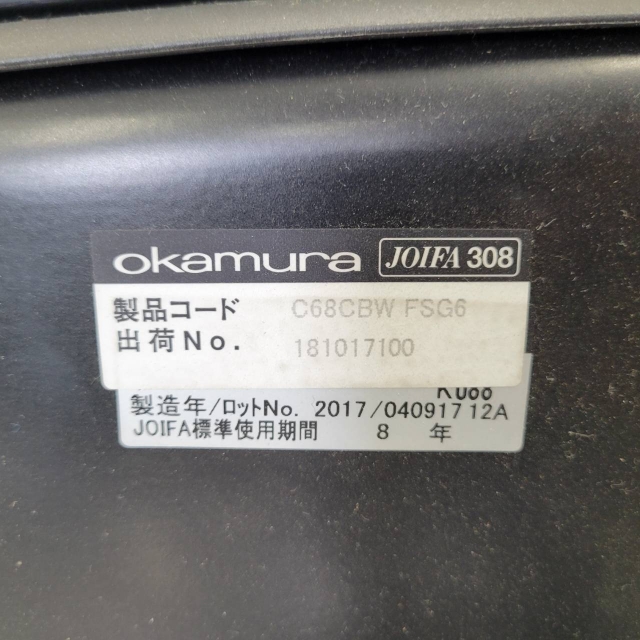 okamura JOIFA 308
製品コード C68CBW FSG6
出荷No. 181017100
製造年/ロットNo. 2017/040917 12A
JOIFA標準使用期間 8 年